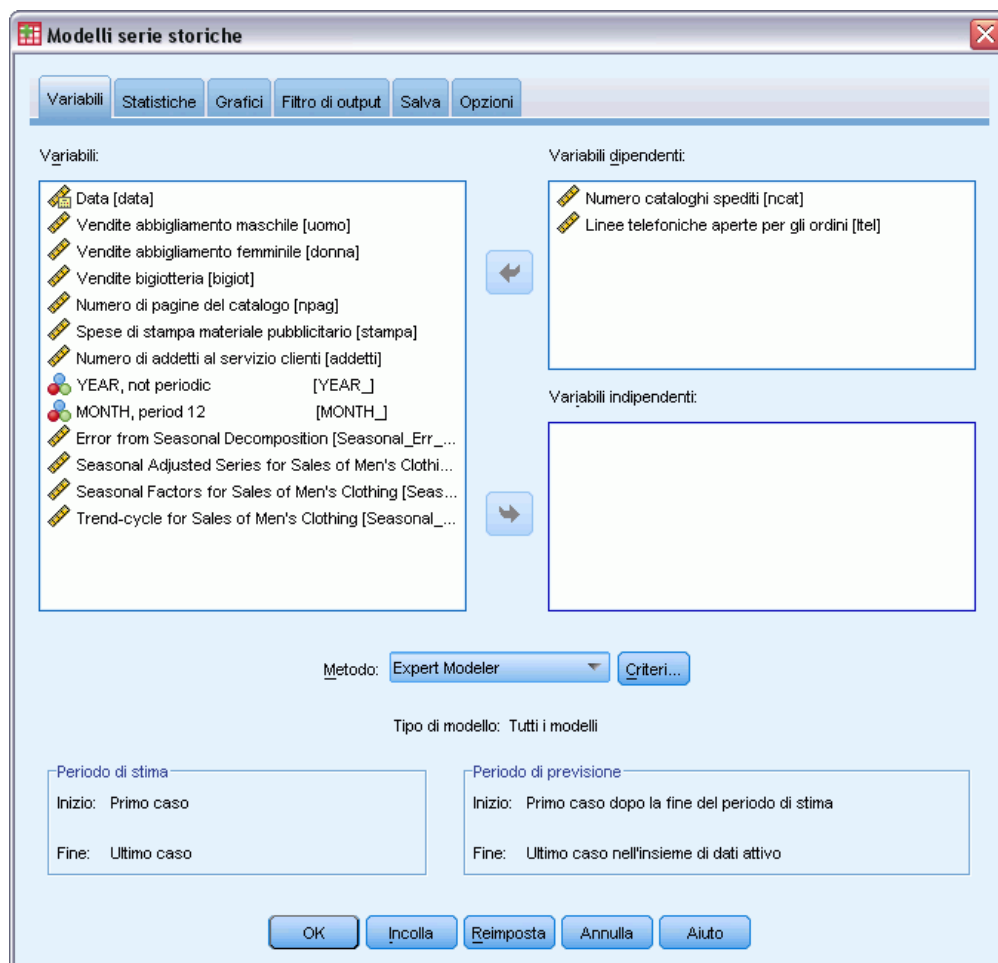 Modelli serie storiche
Variabili
Statistiche
Grafici
Filtro di output
Salva
Opzioni
Variabili:
Data [data]
Vendite abbigliamento maschile [uomo]
Vendite abbigliamento femminile [donna]
Vendite bigiotteria [bigiot]
Numero di pagine del catalogo [npag]
Spese di stampa materiale pubblicitario [stampa]
Numero di addetti al servizio clienti [addetti]
YEAR, not periodic [YEAR_]
MONTH, period 12 [MONTH_]
Error from Seasonal Decomposition [Seasonal_Err_...
Seasonal Adjusted Series for Sales of Men's Clothi...
Seasonal Factors for Sales of Men's Clothing [Seas...
Trend-cycle for Sales of Men's Clothing [Seasonal_...
Variabili dipendenti:
Numero cataloghi spediti [ncat]
Linee telefoniche aperte per gli ordini [ltel]
Variabili indipendenti:
Metodo:
Expert Modeler
Criteri...
Tipo di modello: Tutti i modelli
Periodo di stima
Inizio: Primo caso
Fine: Ultimo caso
Periodo di previsione
Inizio: Primo caso dopo la fine del periodo di stima
Fine: Ultimo caso nell'insieme di dati attivo
OK
Incolla
Reimposta
Annulla
Aiuto